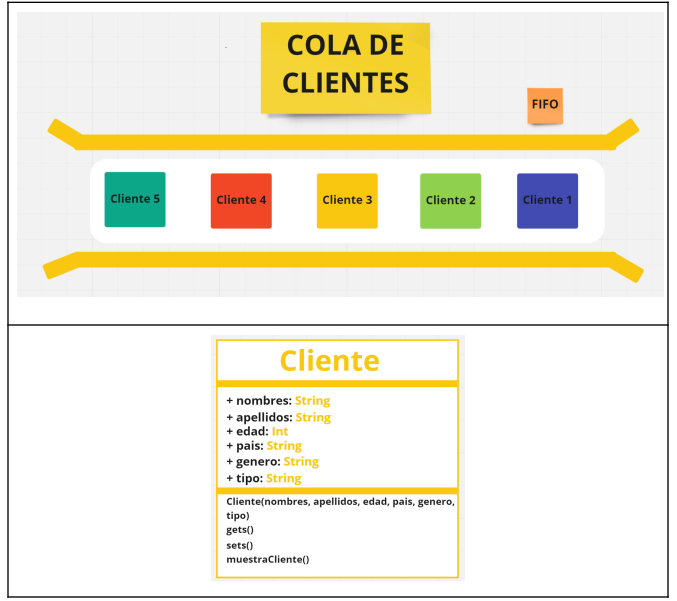 COLA DE
CLIENTES
FIFO
Cliente 5
Cliente 4
Cliente 3
Cliente 2
Cliente 1
Cliente
+ nombres: String
+ apellidos: String
+ edad: Int
+ pais: String
+ genero: String
+ tipo: String
Cliente(nombres, apellidos, edad, pais, genero,
tipo)
gets()
sets()
muestraCliente()